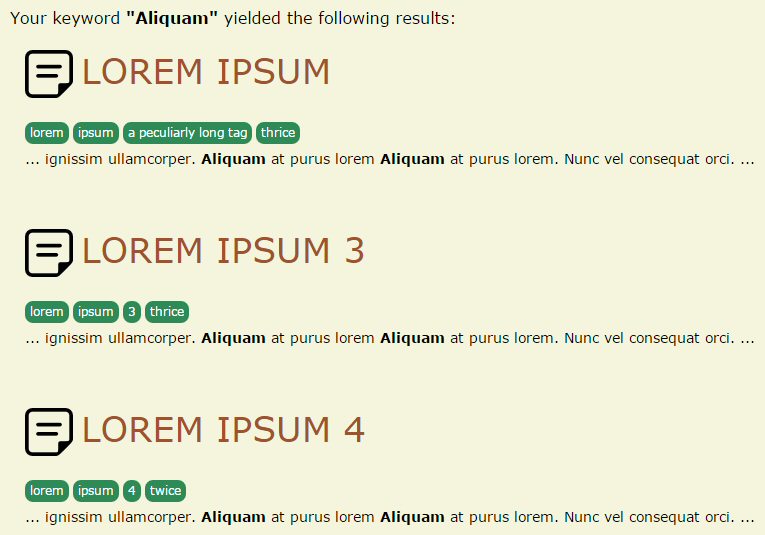 Your keyword "Aliquam" yielded the following results:
LOREM IPSUM
lorem ipsum a peculiarly long tag thrice
... ignissim ullamcorper. Aliquam at purus lorem Aliquam at purus lorem. Nunc vel consequat orci. ...
LOREM IPSUM 3
lorem ipsum 3 thrice
... ignissim ullamcorper. Aliquam at purus lorem Aliquam at purus lorem. Nunc vel consequat orci. ...
LOREM IPSUM 4
lorem ipsum 4 twice
... ignissim ullamcorper. Aliquam at purus lorem Aliquam at purus lorem. Nunc vel consequat orci. ...